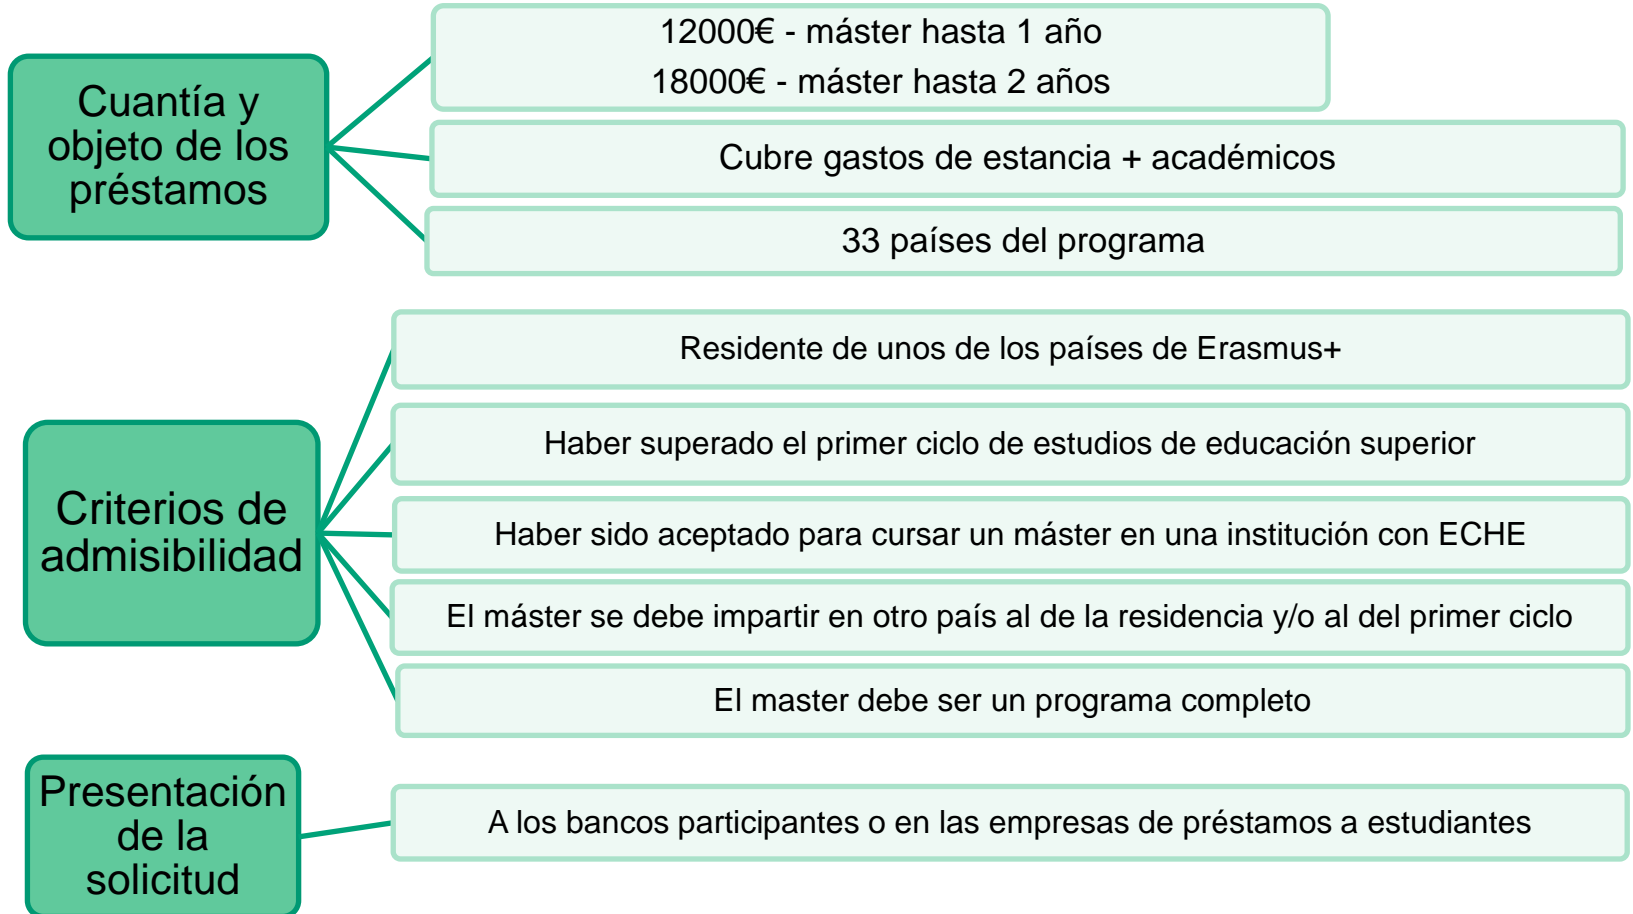 Cuantía y
objeto de los
préstamos
12000€ - máster hasta 1 año
18000€ - máster hasta 2 años
Cubre gastos de estancia + académicos
33 países del programa
Criterios de
admisibilidad
Residente de unos de los países de Erasmus+
Haber superado el primer ciclo de estudios de educación superior
Haber sido aceptado para cursar un máster en una institución con ECHE
El máster se debe impartir en otro país al de la residencia y/o al del primer ciclo
El master debe ser un programa completo
Presentación
de la
solicitud
A los bancos participantes o en las empresas de préstamos a estudiantes